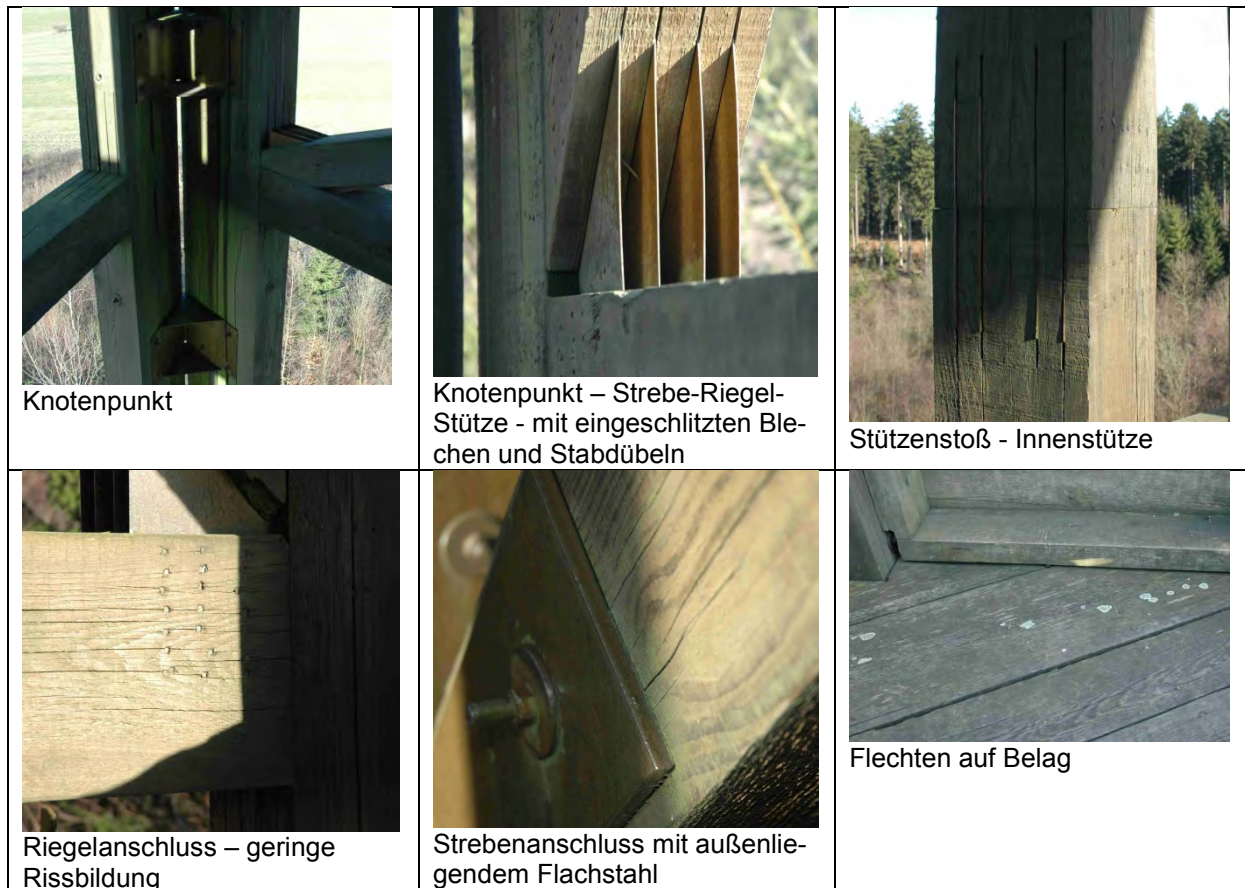 Knotenpunkt
Knotenpunkt – Strebe-Riegel-
Stütze - mit eingeschlitzten Ble-
chen und Stabdübeln
Stützenstoß - Innenstütze
Riegelanschluss – geringe
Rissbildung
Strebenanschluss mit außenlie-
gendem Flachstahl
Flechten auf Belag